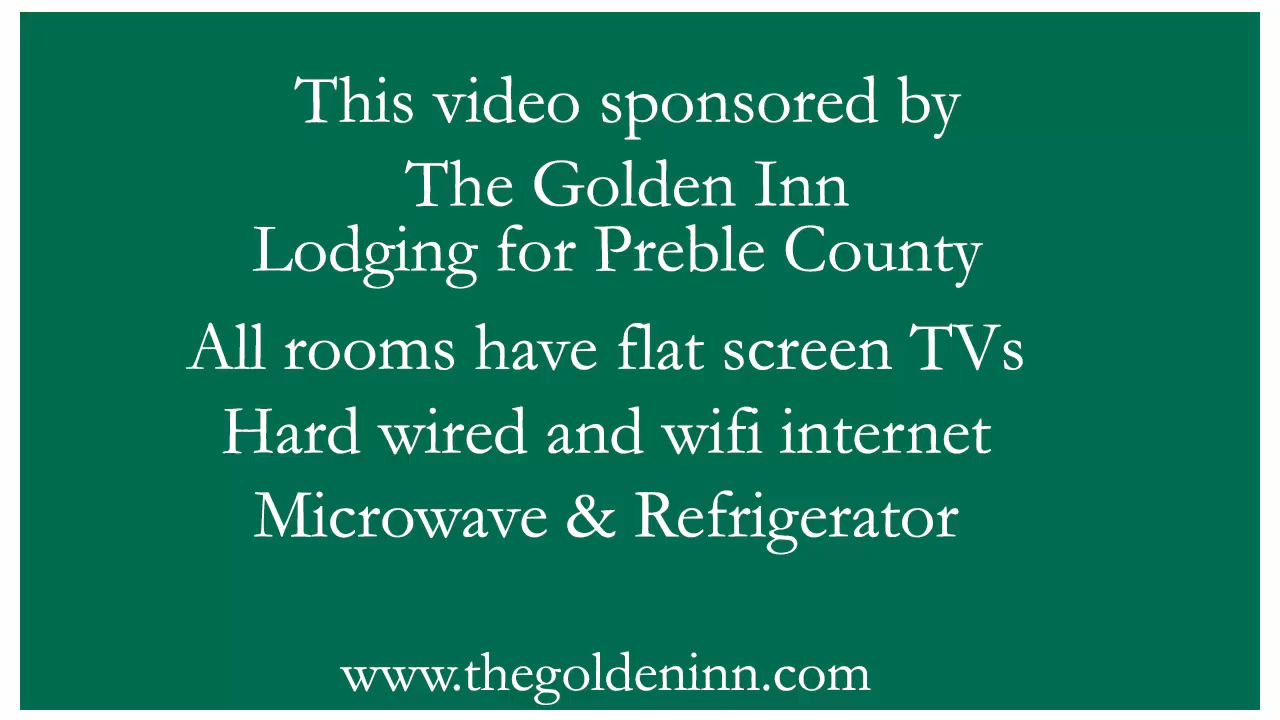 This video sponsored by
The Golden Inn
Lodging for Preble County
All rooms have flat screen TVs
Hard wired and wifi internet
Microwave & Refrigerator
www.thegoldeninn.com